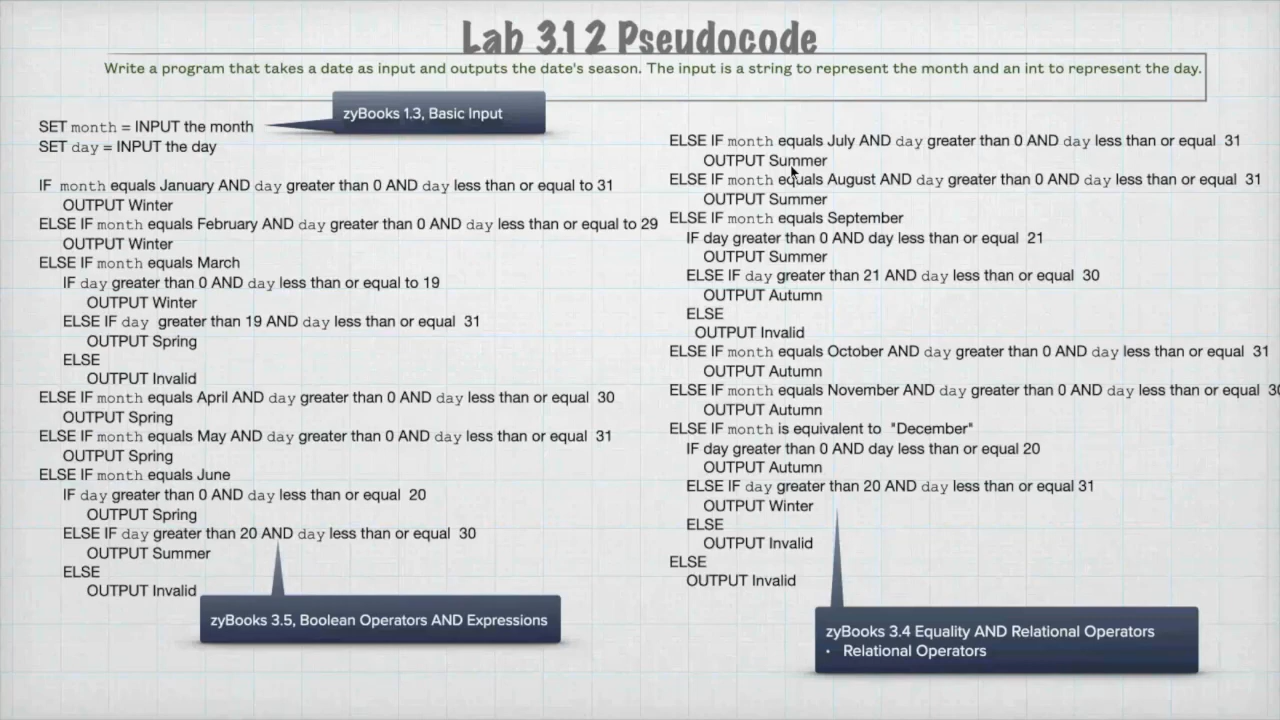 Lab 3.12 Pseudocode
Write a program that takes a date as input and outputs the date's season. The input is a string to represent the month and an int to represent the day.
zyBooks 1.3, Basic Input
SET month = INPUT the month
SET day = INPUT the day
IF month equals January AND day greater than 0 AND day less than or equal to 31
OUTPUT Winter
ELSE IF month equals February AND day greater than 0 AND day less than or equal to 29
OUTPUT Winter
ELSE IF month equals March
IF day greater than 0 AND day less than or equal to 19
OUTPUT Winter
ELSE IF day greater than 19 AND day less than or equal 31
OUTPUT Spring
ELSE
OUTPUT Invalid
ELSE IF month equals April AND day greater than 0 AND day less than or equal 30
OUTPUT Spring
ELSE IF month equals May AND day greater than 0 AND day less than or equal 31
OUTPUT Spring
ELSE IF month equals June
IF day greater than 0 AND day less than or equal 20
OUTPUT Spring
ELSE IF day greater than 20 AND day less than or equal 30
OUTPUT Summer
ELSE
OUTPUT Invalid
zyBooks 3.5, Boolean Operators AND Expressions
ELSE IF month equals July AND day greater than 0 AND day less than or equal 31
OUTPUT Summer
ELSE IF month equals August AND day greater than 0 AND day less than or equal 31
OUTPUT Summer
ELSE IF month equals September
IF day greater than 0 AND day less than or equal 21
OUTPUT Summer
ELSE IF day greater than 21 AND day less than or equal 30
OUTPUT Autumn
ELSE
OUTPUT Invalid
ELSE IF month equals October AND day greater than 0 AND day less than or equal 31
OUTPUT Autumn
ELSE IF month equals November AND day greater than 0 AND day less than or equal 30
OUTPUT Autumn
ELSE IF month is equivalent to "December"
IF day greater than 0 AND day less than or equal 20
OUTPUT Autumn
ELSE IF day greater than 20 AND day less than or equal 31
OUTPUT Winter
ELSE
OUTPUT Invalid
ELSE
OUTPUT Invalid
zyBooks 3.4 Equality AND Relational Operators
• Relational Operators